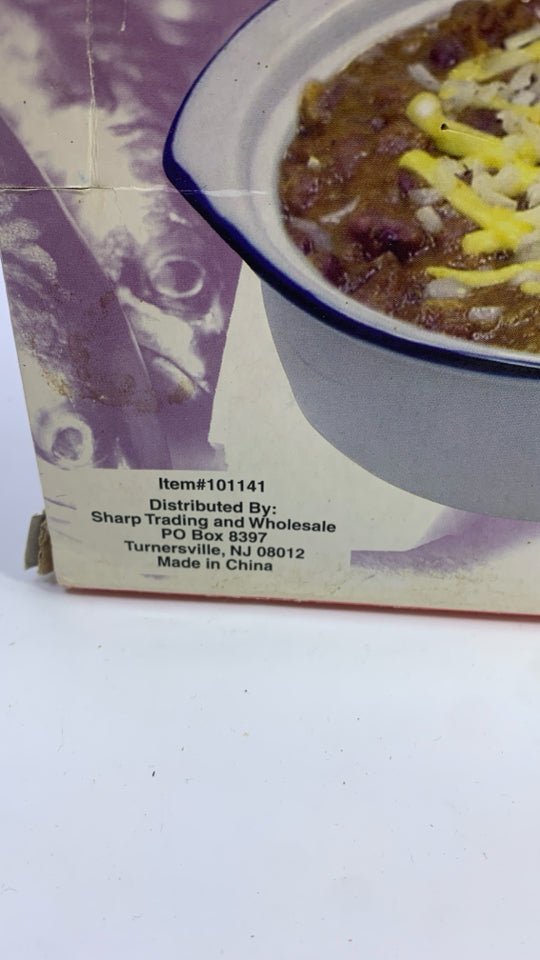 Item#101141
Distributed By:
Sharp Trading and Wholesale
PO Box 8397
Turnersville, NJ 08012
Made in China